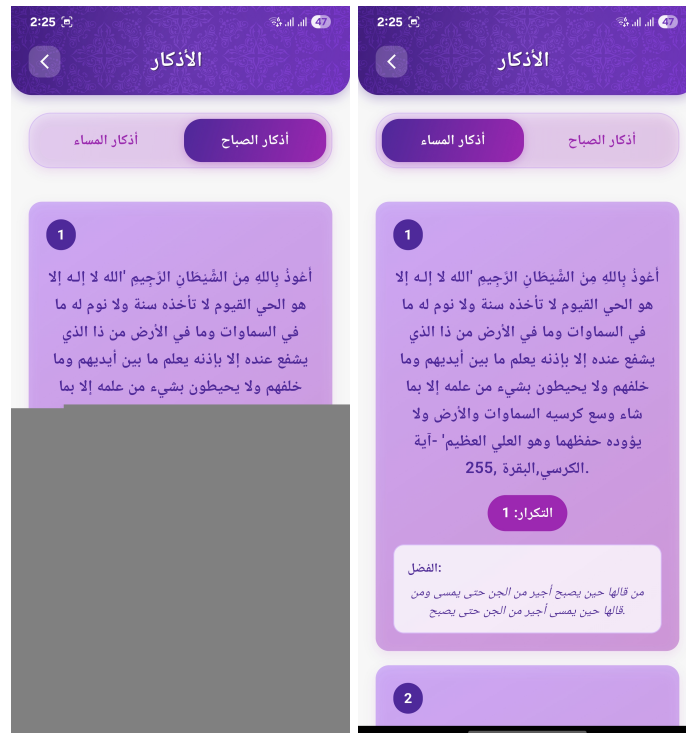 2:25
47
الأذكار
أذكار الصباح
أذكار المساء
1
أعُوذُ بِاللهِ مِنْ الشَّيْطَانِ الرَّجِيمِ 'الله لا إله إلا
هو الحي القيوم لا تأخذه سنة ولا نوم له ما
في السماوات وما في الأرض من ذا الذي
يشفع عنده إلا بإذنه يعلم ما بين أيديهم وما
خلفهم ولا يحيطون بشيء من علمه إلا بما
2:25
47
الأذكار
أذكار الصباح
أذكار المساء
1
أعُوذُ بِاللهِ مِنْ الشَّيْطَانِ الرَّجِيمِ 'الله لا إله إلا
هو الحي القيوم لا تأخذه سنة ولا نوم له ما
في السماوات وما في الأرض من ذا الذي
يشفع عنده إلا بإذنه يعلم ما بين أيديهم وما
خلفهم ولا يحيطون بشيء من علمه إلا بما
شاء وسع كرسيه السماوات والأرض ولا
يؤوده حفظهما وهو العلي العظيم' -آية
الكرسي,البقرة ,255.
التكرار: 1
الفضل:
من قالها حين يصبح أجير من الجن حتى يمسى ومن
قالها حين يمسى أجير من الجن حتى يصبح.
2